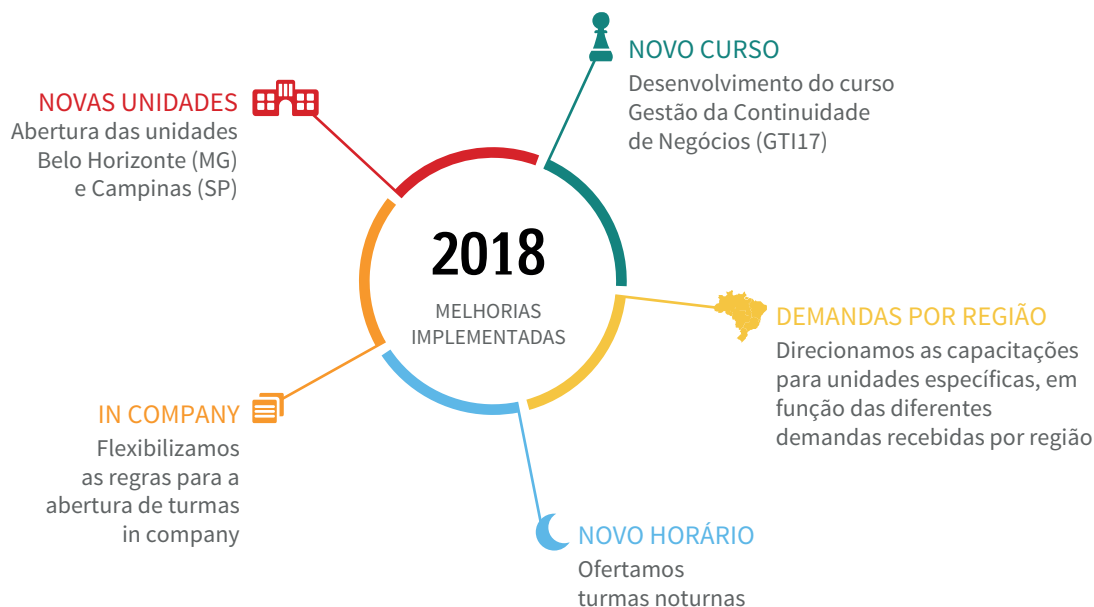 2018
MELHORIAS
IMPLEMENTADAS
NOVO CURSO
Desenvolvimento do curso
Gestão da Continuidade
de Negócios (GTI17)
DEMANDAS POR REGIÃO
Direcionamos as capacitações
para unidades específicas, em
função das diferentes
demandas recebidas por região
NOVO HORÁRIO
Ofertamos
turmas noturnas
IN COMPANY
Flexibilizamos
as regras para a
abertura de turmas
in company
NOVAS UNIDADES
Abertura das unidades
Belo Horizonte (MG)
e Campinas (SP)